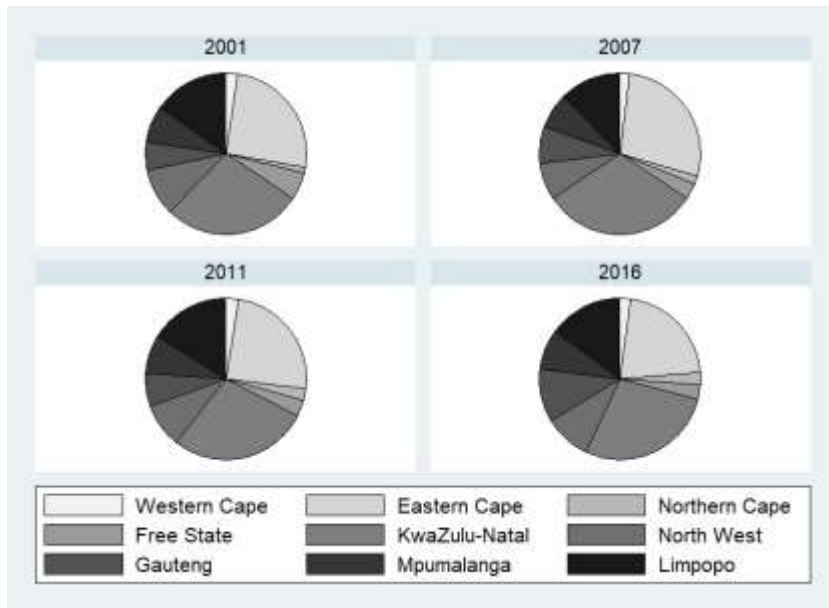 2001
2007
2011
2016
Western Cape
Eastern Cape
Northern Cape
Free State
KwaZulu-Natal
North West
Gauteng
Mpumalanga
Limpopo